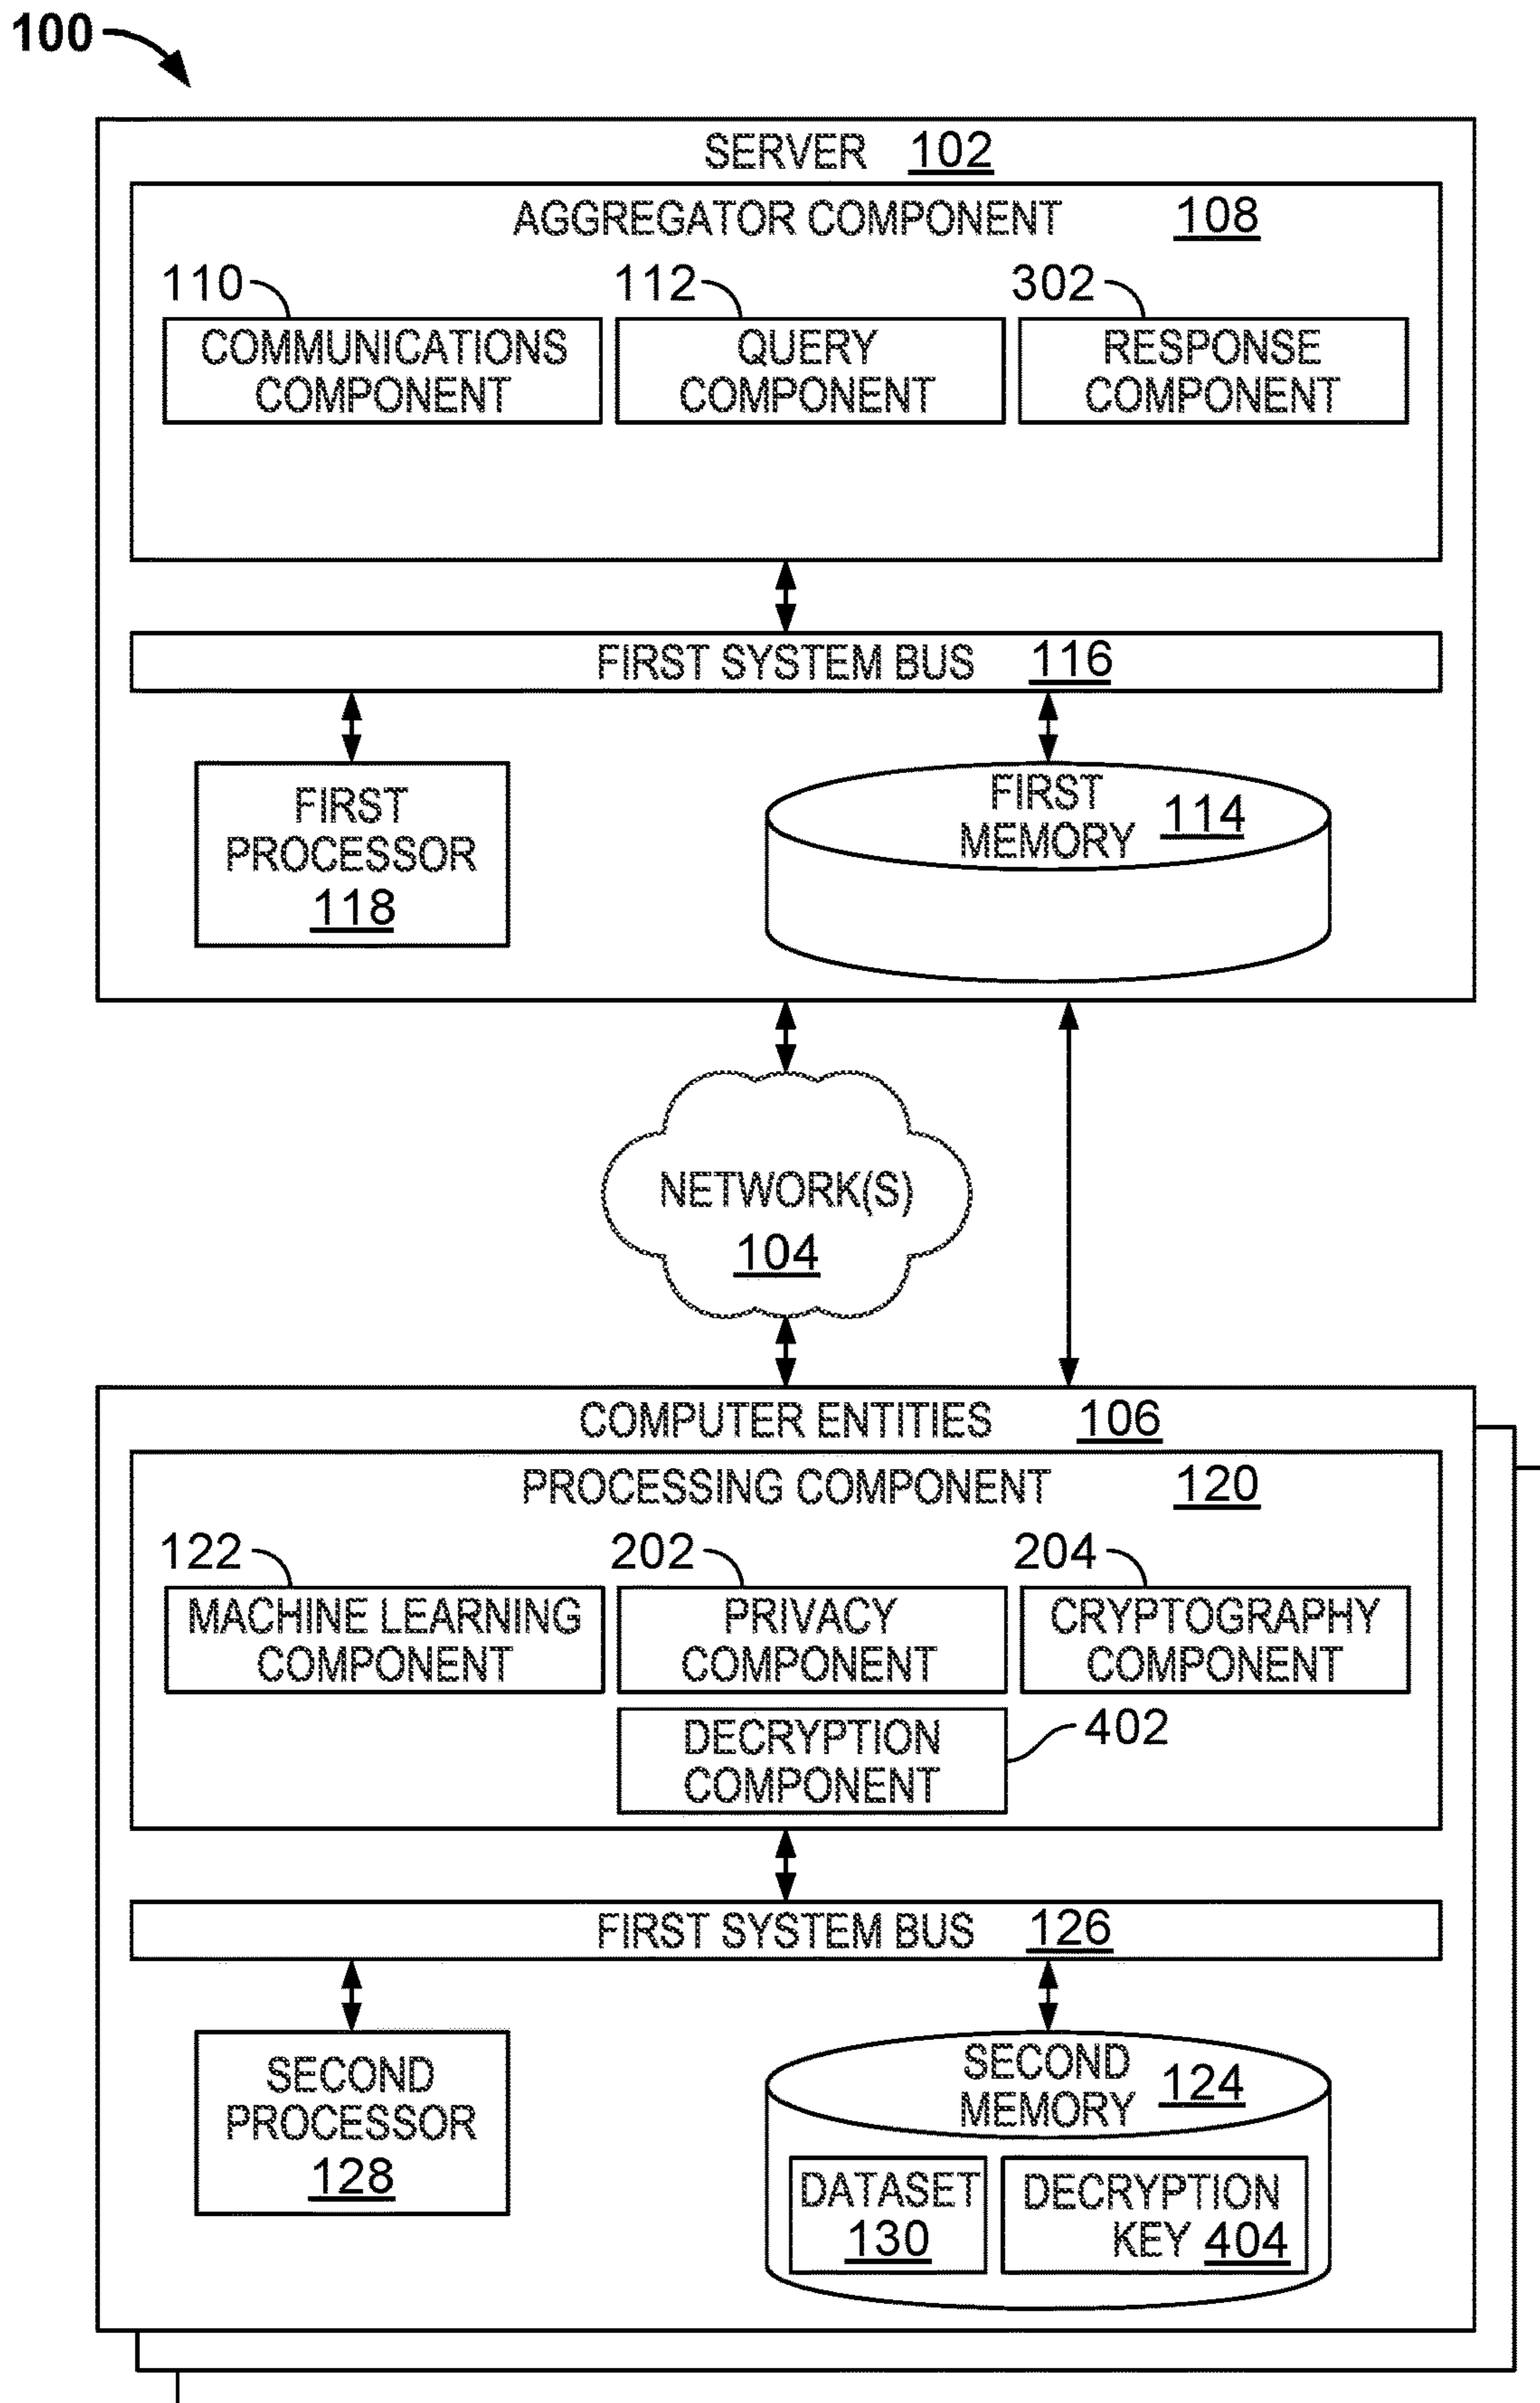 100
SERVER 102
AGGREGATOR COMPONENT 108
110 112 302
COMMUNICATIONS COMPONENT
QUERY COMPONENT
RESPONSE COMPONENT
FIRST SYSTEM BUS 116
FIRST
PROCESSOR
118
FIRST
MEMORY 114
NETWORK(S)
104
COMPUTER ENTITIES 106
PROCESSING COMPONENT 120
122 202 204
MACHINE LEARNING
COMPONENT
PRIVACY
COMPONENT
CRYPTOGRAPHY
COMPONENT
DECRYPTION
COMPONENT
402
FIRST SYSTEM BUS 126
SECOND
PROCESSOR
128
SECOND
MEMORY 124
DATASET
130
DECRYPTION
KEY 404